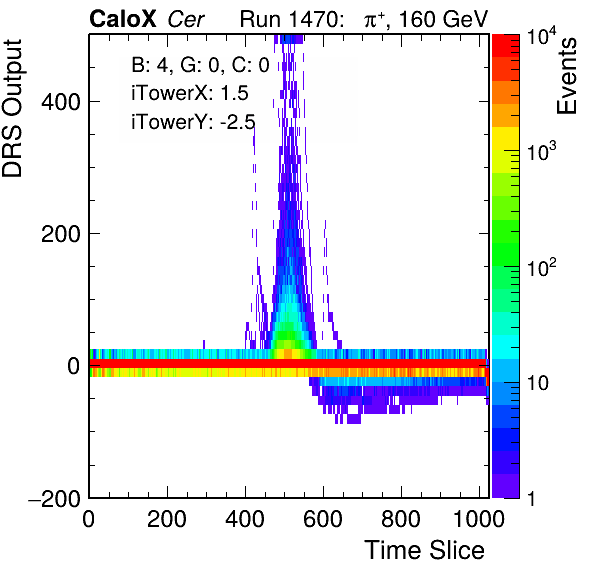 CaloX Cer Run 1470: π⁺, 160 GeV
B: 4, G: 0, C: 0
iTowerX: 1.5
iTowerY: -2.5
DRS Output
400
200
0
−200
0 200 400 600 800 1000
Time Slice
Events
10⁴
10³
10²
10
1